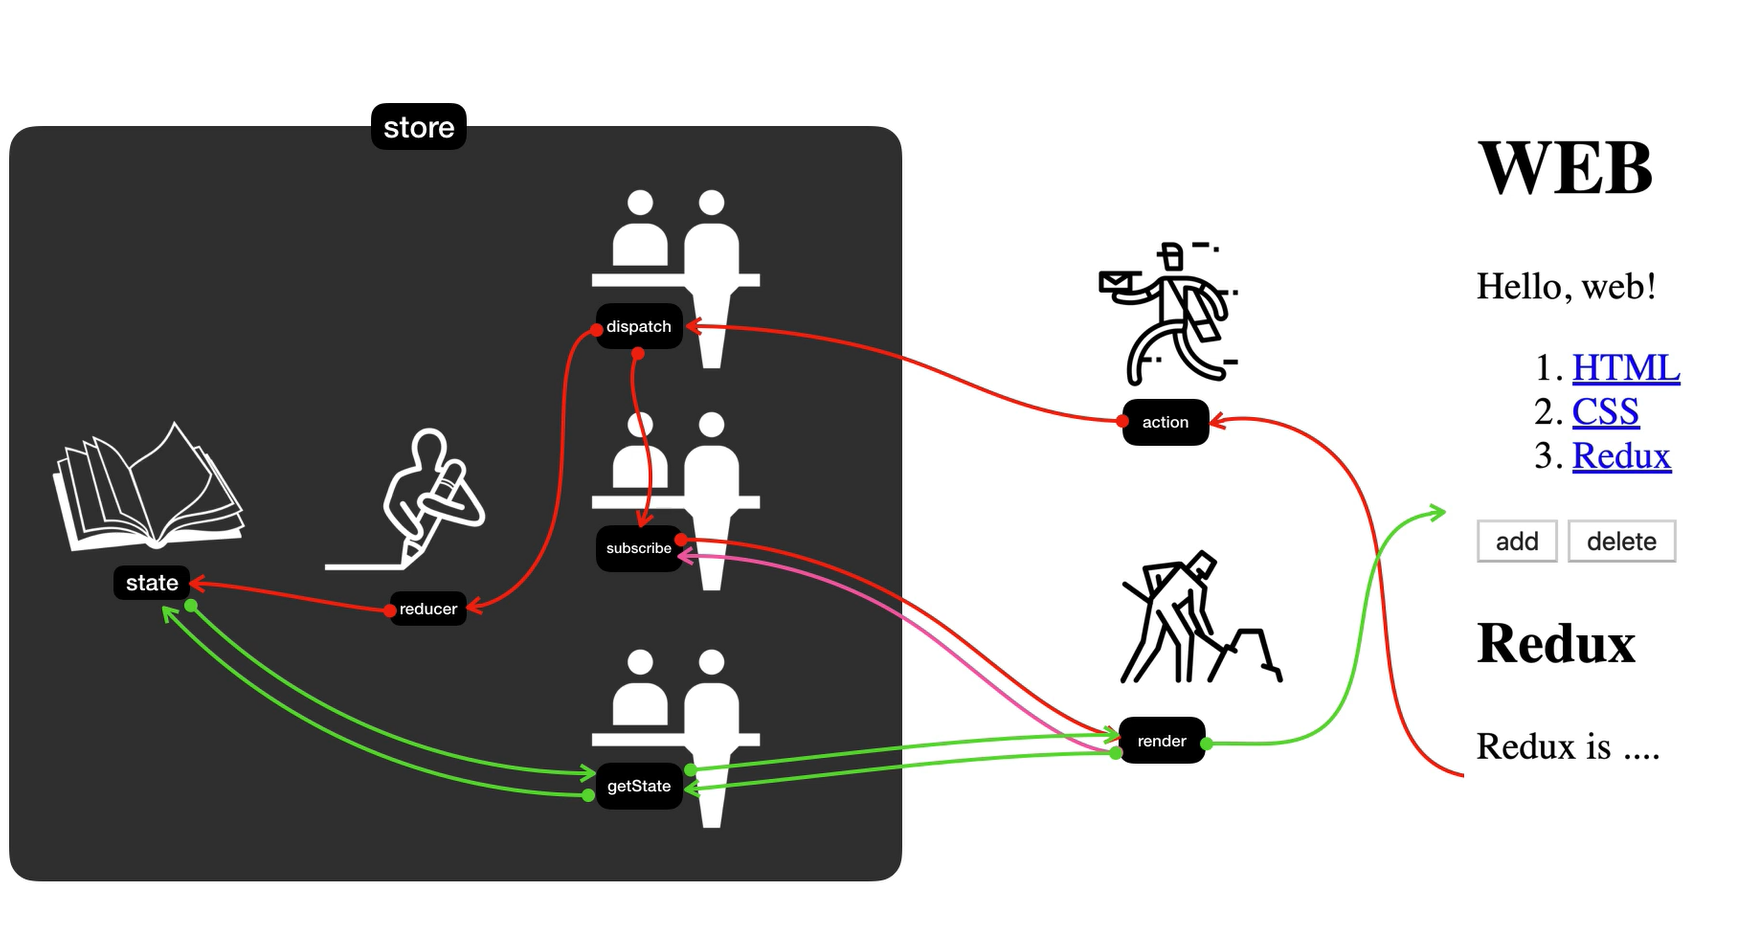 store
dispatch
action
subscribe
state
reducer
render
getState
WEB
Hello, web!
1. HTML
2. CSS
3. Redux
add delete
Redux
Redux is ....